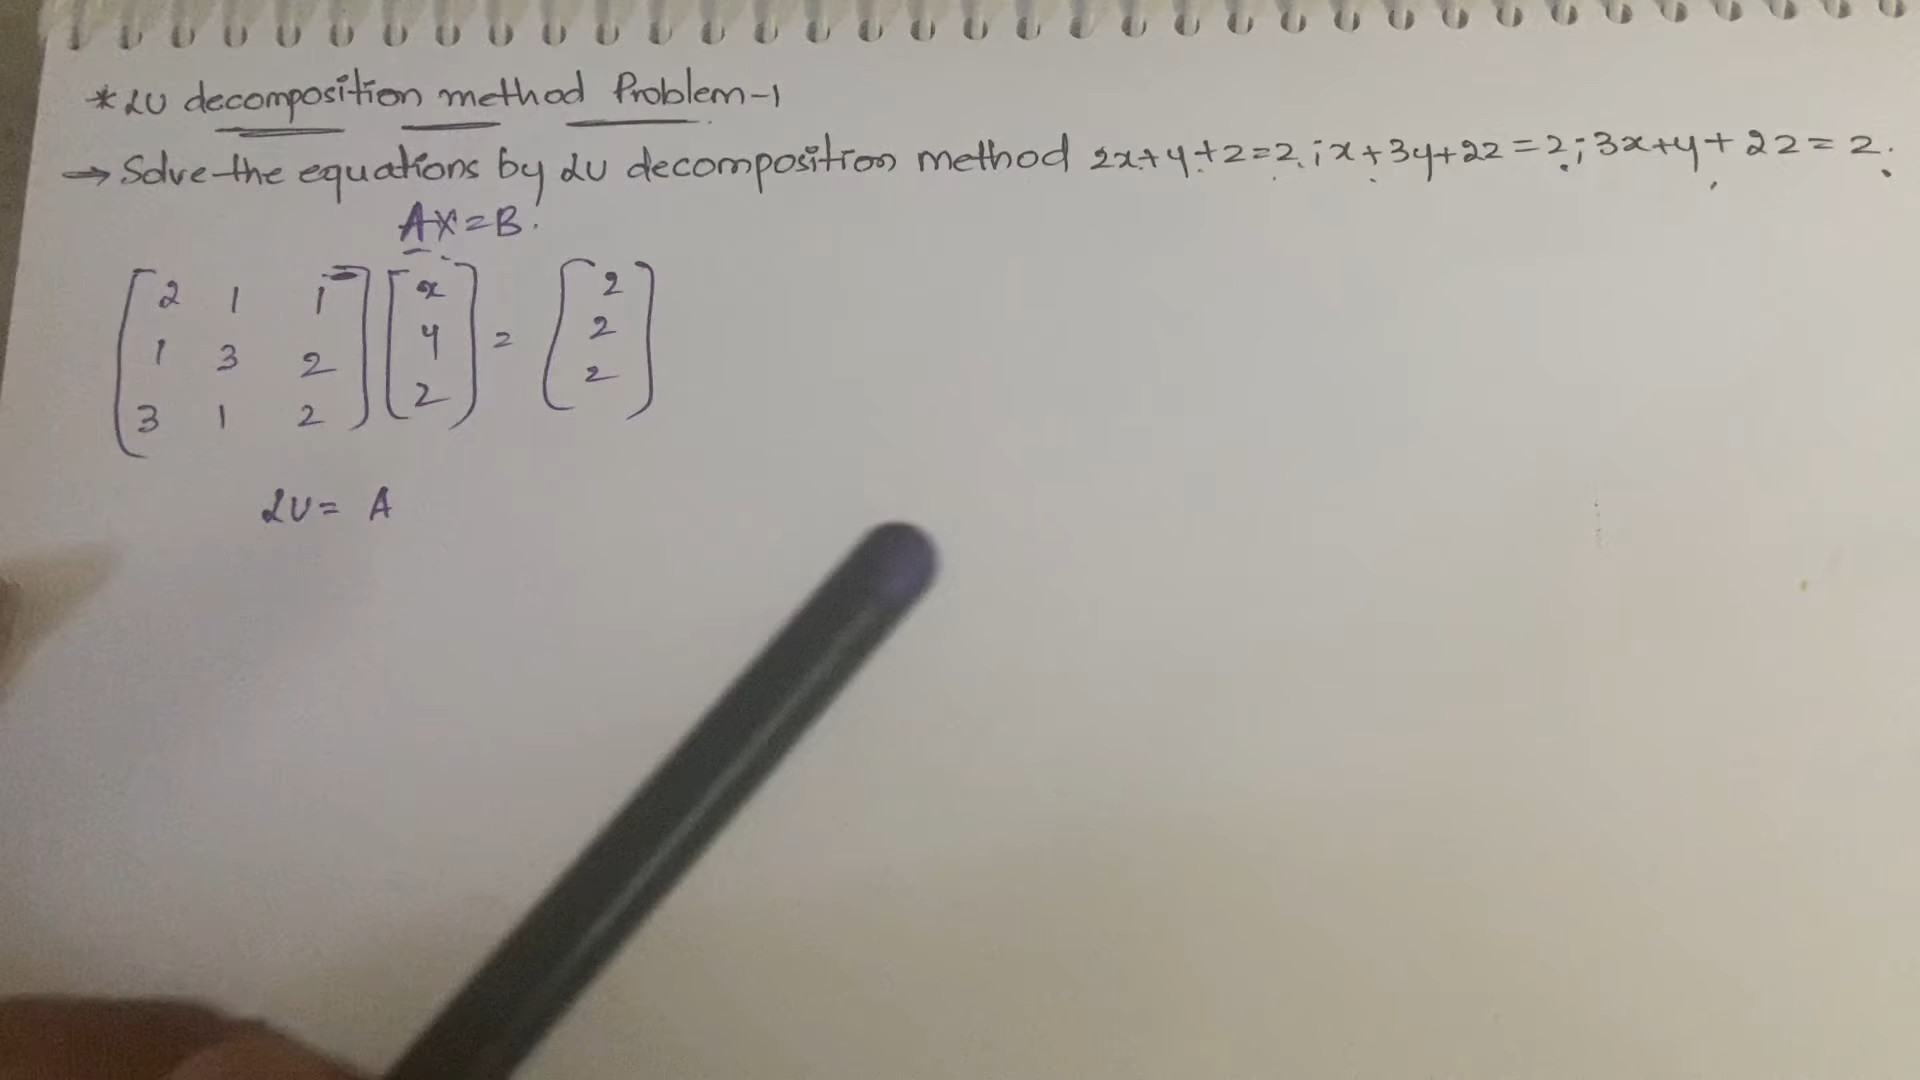 * LU decomposition method Problem-1
→ Solve the equations by LU decomposition method 2x+y+z=2; x+3y+2z=2; 3x+y+2z=2.
AX=B.
[2 1 1] [x] = [2]
[1 3 2] [y] [2]
[3 1 2] [z] [2]
LU = A